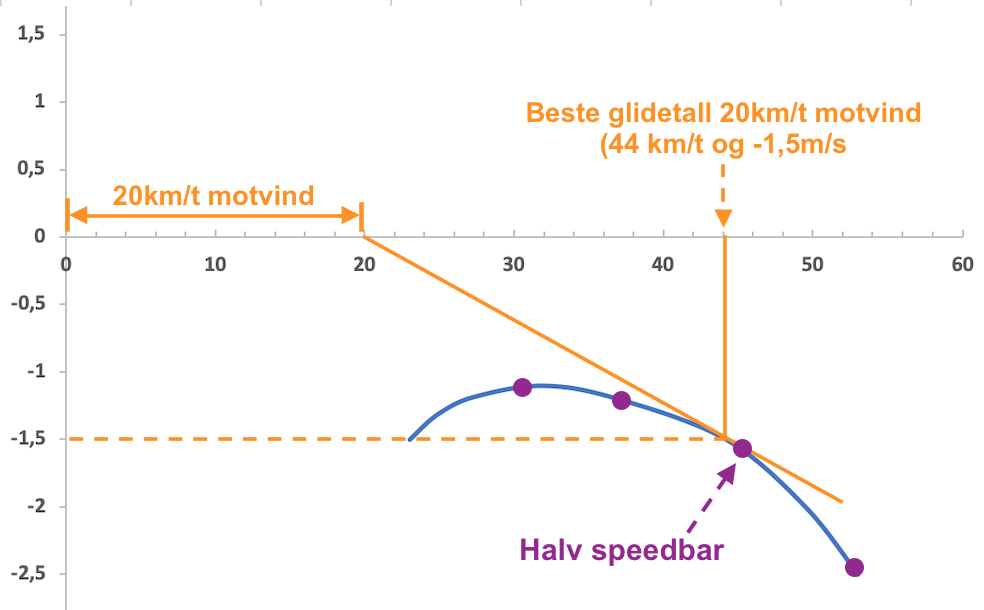 1,5
1
Beste glidetall 20km/t motvind
(44 km/t og -1,5m/s
0,5
20km/t motvind
0
0 10 20 30 40 50 60
-0,5
-1
-1,5
-2
Halv speedbar
-2,5